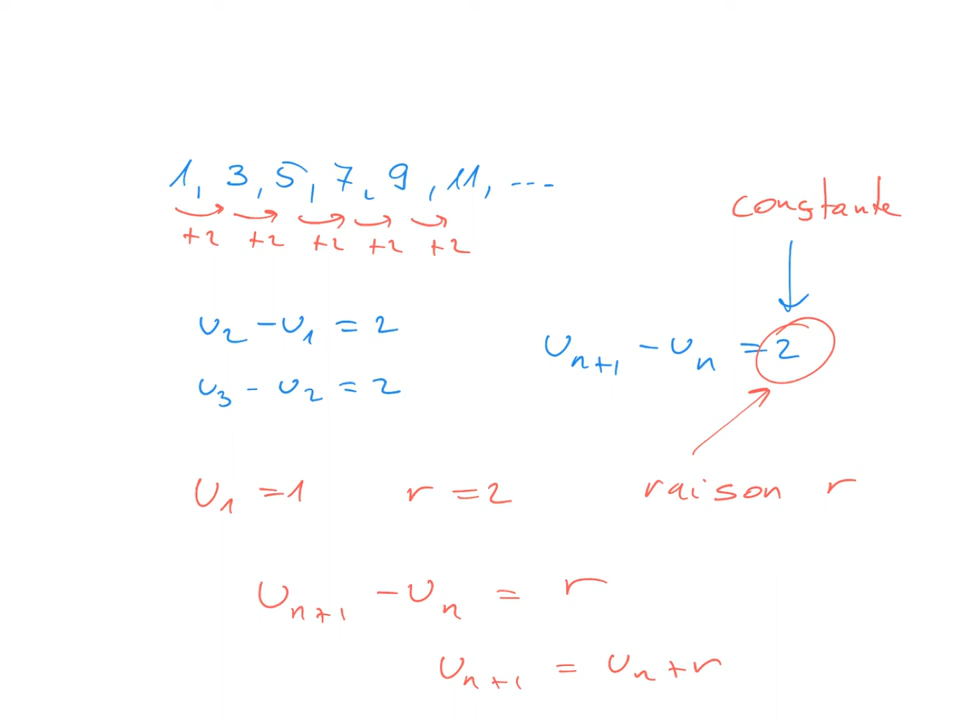 1, 3, 5, 7, 9, 11, ...
+2 +2 +2 +2 +2
constante
U₂ - U₁ = 2
Uₙ₊₁ - Uₙ = 2
U₃ - U₂ = 2
U₁ = 1 r = 2 raison r
Uₙ₊₁ - Uₙ = r
Uₙ₊₁ = Uₙ + r